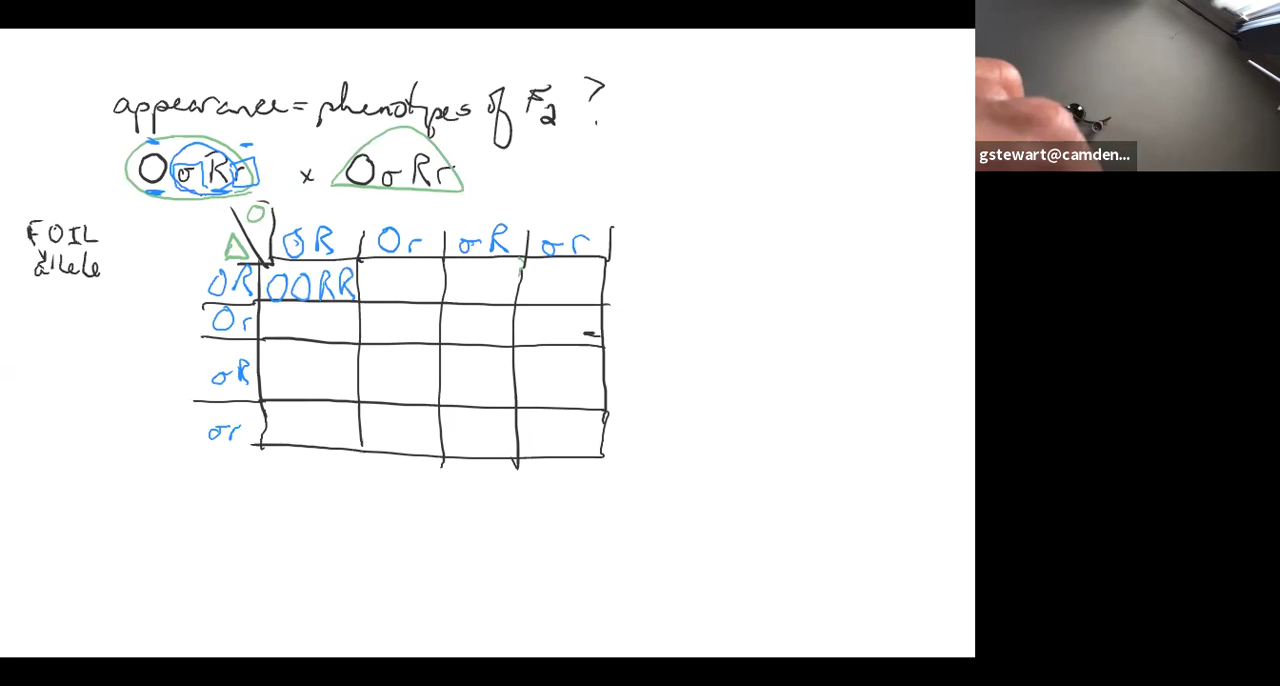 appearance = phenotypes of F2 ?
OoRr x OoRr
FOIL
allele
OR Or oR or
OR OORR
Or
oR
or
gstewart@camden...